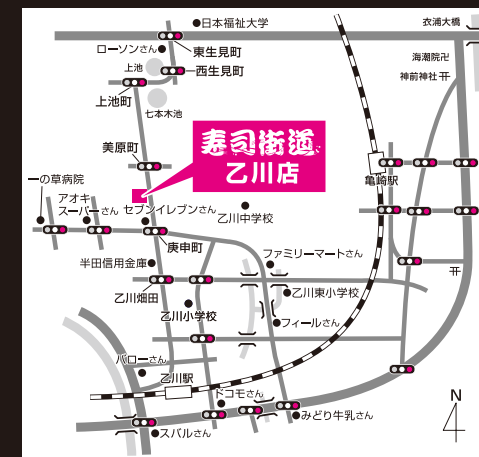 日本福祉大学
衣浦大橋
ローソンさん
東生見町
海潮院卍
上池
西生見町
神前神社
上池町
七本木池
寿司街道
乙川店
美原町
亀崎駅
一の草病院
アオキ
スーパーさん
セブンイレブンさん
乙川中学校
庚申町
ファミリーマートさん
半田信用金庫
乙川畑田
乙川東小学校
乙川小学校
フィールさん
バローさん
乙川駅
ドコモさん
みどり牛乳さん
スバルさん
N